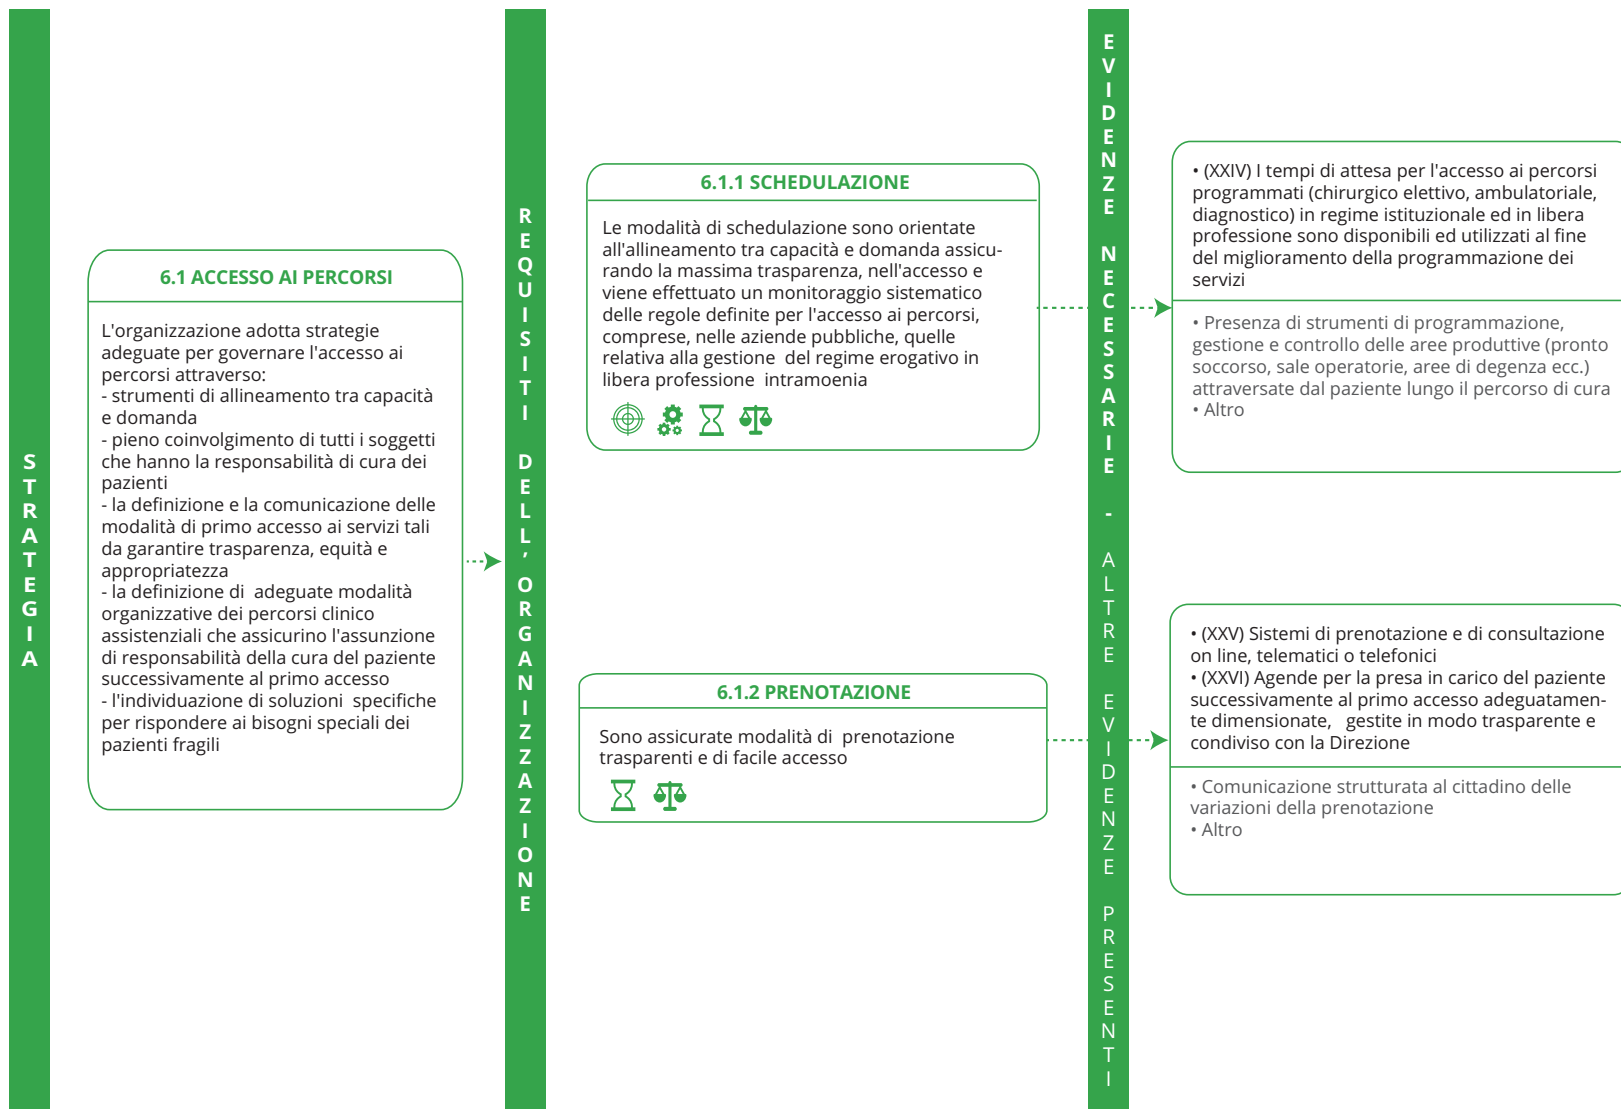 STRATEGIA
6.1 ACCESSO AI PERCORSI
L'organizzazione adotta strategie
adeguate per governare l'accesso ai
percorsi attraverso:
- strumenti di allineamento tra capacità
e domanda
- pieno coinvolgimento di tutti i soggetti
che hanno la responsabilità di cura dei
pazienti
- la definizione e la comunicazione delle
modalità di primo accesso ai servizi tali
da garantire trasparenza, equità e
appropriatezza
- la definizione di adeguate modalità
organizzative dei percorsi clinico
assistenziali che assicurino l'assunzione
di responsabilità della cura del paziente
successivamente al primo accesso
- l'individuazione di soluzioni specifiche
per rispondere ai bisogni speciali dei
pazienti fragili
REQUISITI DELL'ORGANIZZAZIONE
6.1.1 SCHEDULAZIONE
Le modalità di schedulazione sono orientate
all'allineamento tra capacità e domanda assicu-
rando la massima trasparenza, nell'accesso e
viene effettuato un monitoraggio sistematico
delle regole definite per l'accesso ai percorsi,
comprese, nelle aziende pubbliche, quelle
relativa alla gestione del regime erogativo in
libera professione intramoenia
6.1.2 PRENOTAZIONE
Sono assicurate modalità di prenotazione
trasparenti e di facile accesso
EVIDENZE NECESSARIE - ALTRE EVIDENZE PRESENTI
• (XXIV) I tempi di attesa per l'accesso ai percorsi
programmati (chirurgico elettivo, ambulatoriale,
diagnostico) in regime istituzionale ed in libera
professione sono disponibili ed utilizzati al fine
del miglioramento della programmazione dei
servizi
• Presenza di strumenti di programmazione,
gestione e controllo delle aree produttive (pronto
soccorso, sale operatorie, aree di degenza ecc.)
attraversate dal paziente lungo il percorso di cura
• Altro
• (XXV) Sistemi di prenotazione e di consultazione
on line, telematici o telefonici
• (XXVI) Agende per la presa in carico del paziente
successivamente al primo accesso adeguatamen-
te dimensionate, gestite in modo trasparente e
condiviso con la Direzione
• Comunicazione strutturata al cittadino delle
variazioni della prenotazione
• Altro